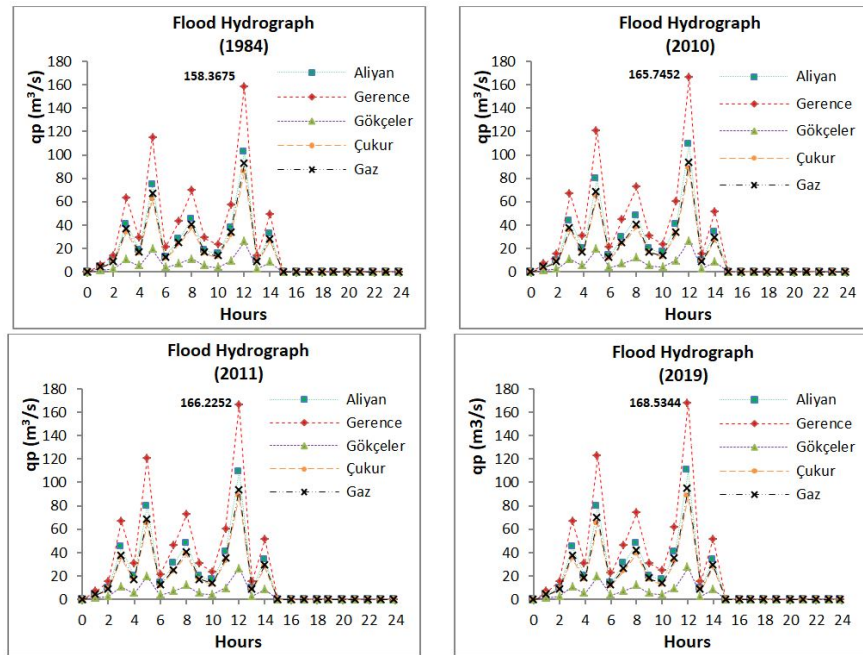 Flood Hydrograph
(1984)
180
160
140
120
100
80
60
40
20
0
qp (m³/s)
158.3675
Aliyan
Gerence
Gökçeler
Çukur
Gaz
0 2 4 6 8 10 12 14 16 18 20 22 24
Hours
Flood Hydrograph
(2010)
180
160
140
120
100
80
60
40
20
0
qp (m³/s)
165.7452
Aliyan
Gerence
Gökçeler
Çukur
Gaz
0 2 4 6 8 10 12 14 16 18 20 22 24
Hours
Flood Hydrograph
(2011)
180
160
140
120
100
80
60
40
20
0
qp (m³/s)
166.2252
Aliyan
Gerence
Gökçeler
Çukur
Gaz
0 2 4 6 8 10 12 14 16 18 20 22 24
Hours
Flood Hydrograph
(2019)
180
160
140
120
100
80
60
40
20
0
qp (m3/s)
168.5344
Aliyan
Gerence
Gökçeler
Çukur
Gaz
0 2 4 6 8 10 12 14 16 18 20 22 24
Hours